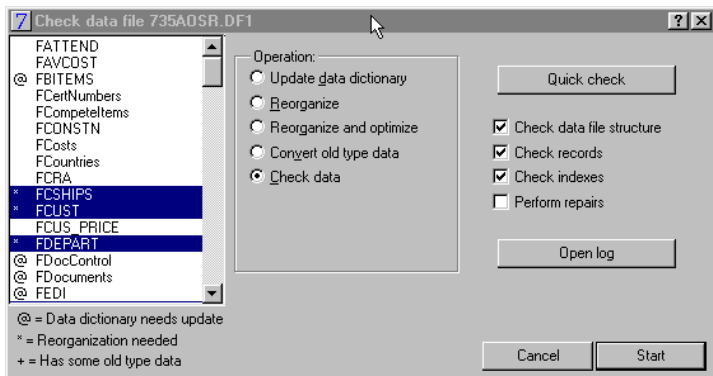 7 Check data file 735AOSR.DF1
FATTEND
FAVCOST
@ FBITEMS
FCertNumbers
FCompeteItems
FCONSTN
FCosts
FCountries
FCRA
* FCSHIPS
* FCUST
FCUS_PRICE
* FDEPART
@ FDocControl
@ FDocuments
@ FEDI
@ = Data dictionary needs update
* = Reorganization needed
+ = Has some old type data
Operation:
Update data dictionary
Reorganize
Reorganize and optimize
Convert old type data
Check data
Quick check
Check data file structure
Check records
Check indexes
Perform repairs
Open log
Cancel
Start